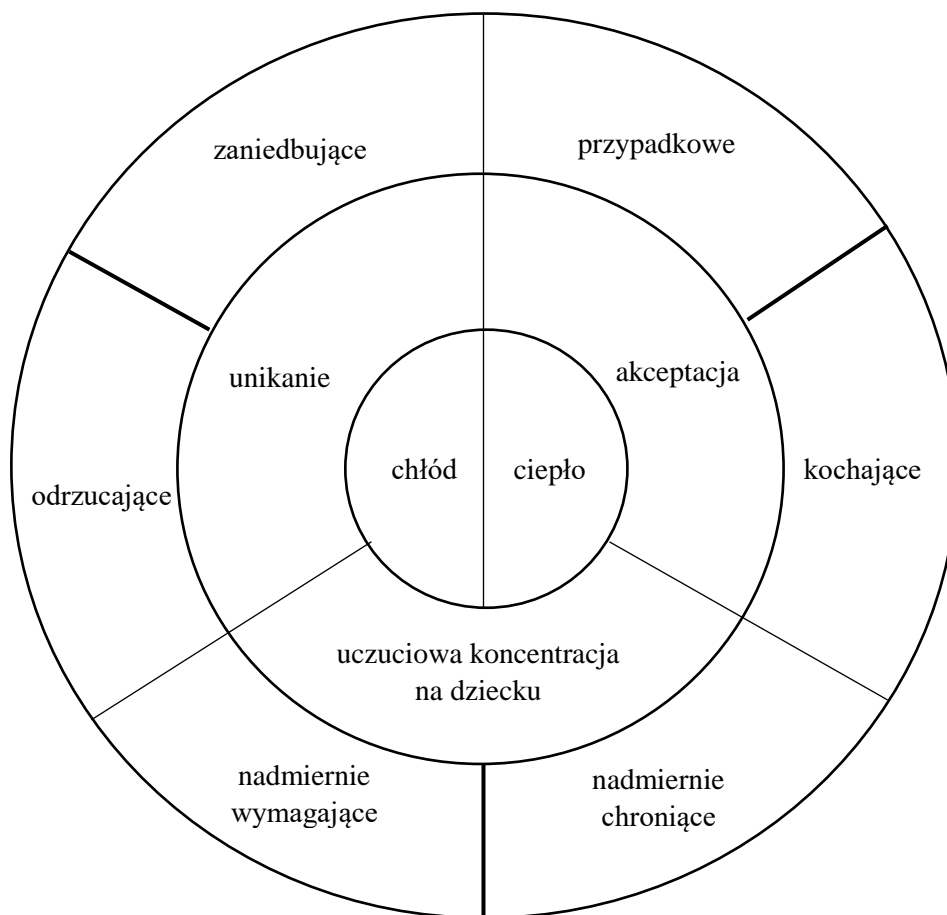 zaniedbujące
przypadkowe
unikanie
akceptacja
chłód
ciepło
kochające
odrzucające
uczuciowa koncentracja
na dziecku
nadmiernie
wymagające
nadmiernie
chroniące